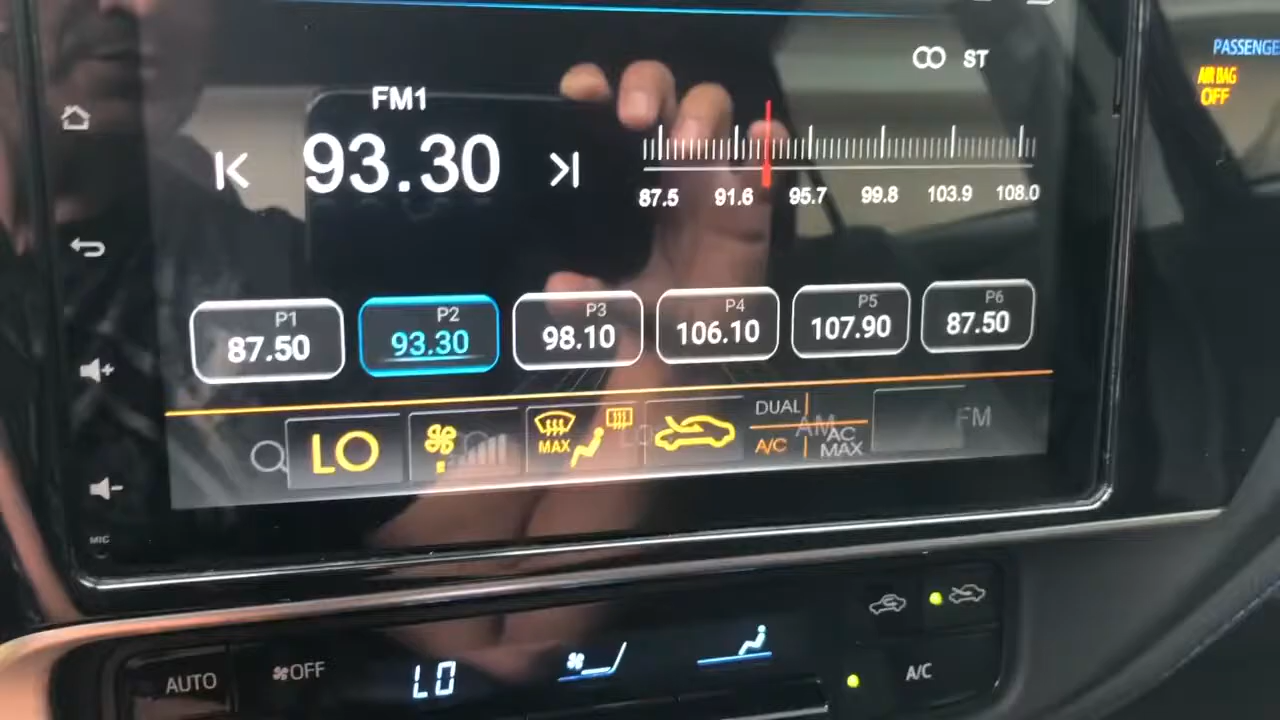 PASSENGE
AIR BAG
OFF
ST
FM1
93.30
87.5 91.6 95.7 99.8 103.9 108.0
P1 P2 P3 P4 P5 P6
87.50 93.30 98.10 106.10 107.90 87.50
LO
MAX
DUAL
A/C
AC
MAX
AM
FM
MIC
AUTO
OFF
LO
A/C